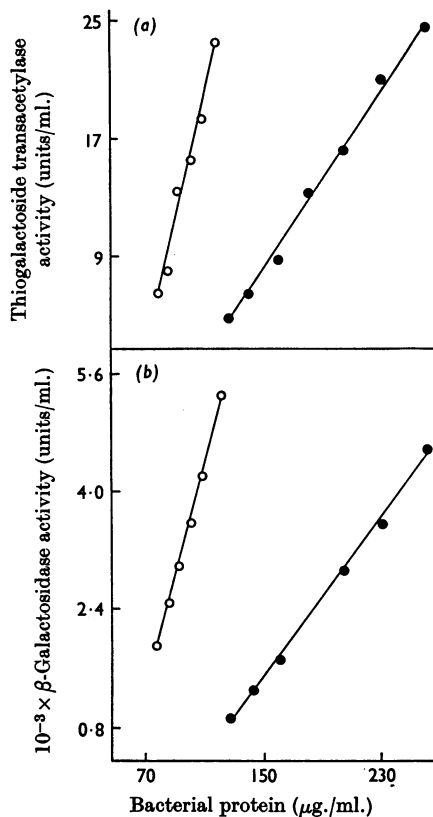 (a)
Thiogalactoside transacetylase
activity (units/ml.)
25
17
9
(b)
10⁻³ × β-Galactosidase activity (units/ml.)
5·6
4·0
2·4
0·8
70 150 230
Bacterial protein (μg./ml.)